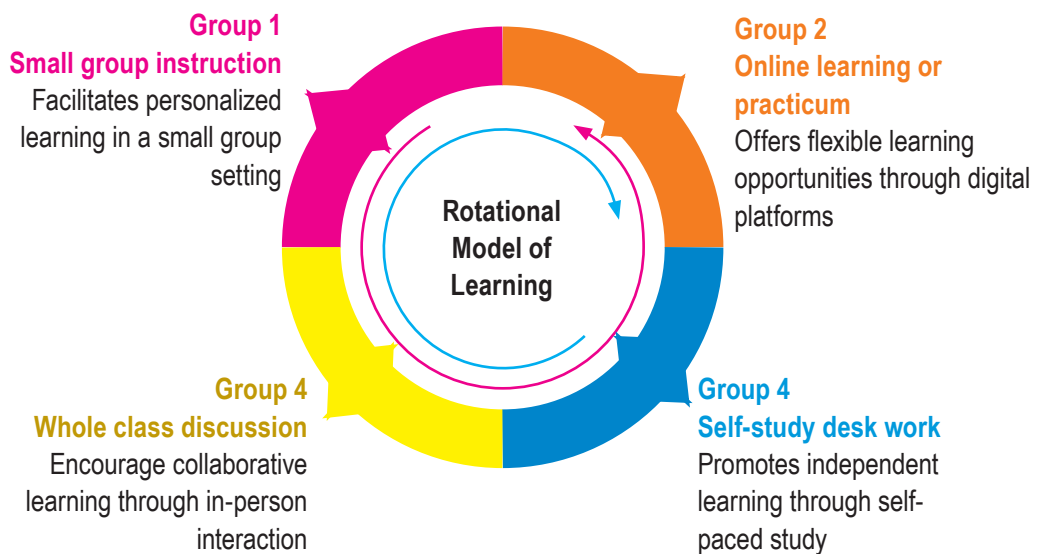 Group 1
Small group instruction
Facilitates personalized
learning in a small group
setting
Group 2
Online learning or
practicum
Offers flexible learning
opportunities through digital
platforms
Rotational
Model of
Learning
Group 4
Whole class discussion
Encourage collaborative
learning through in-person
interaction
Group 4
Self-study desk work
Promotes independent
learning through self-
paced study